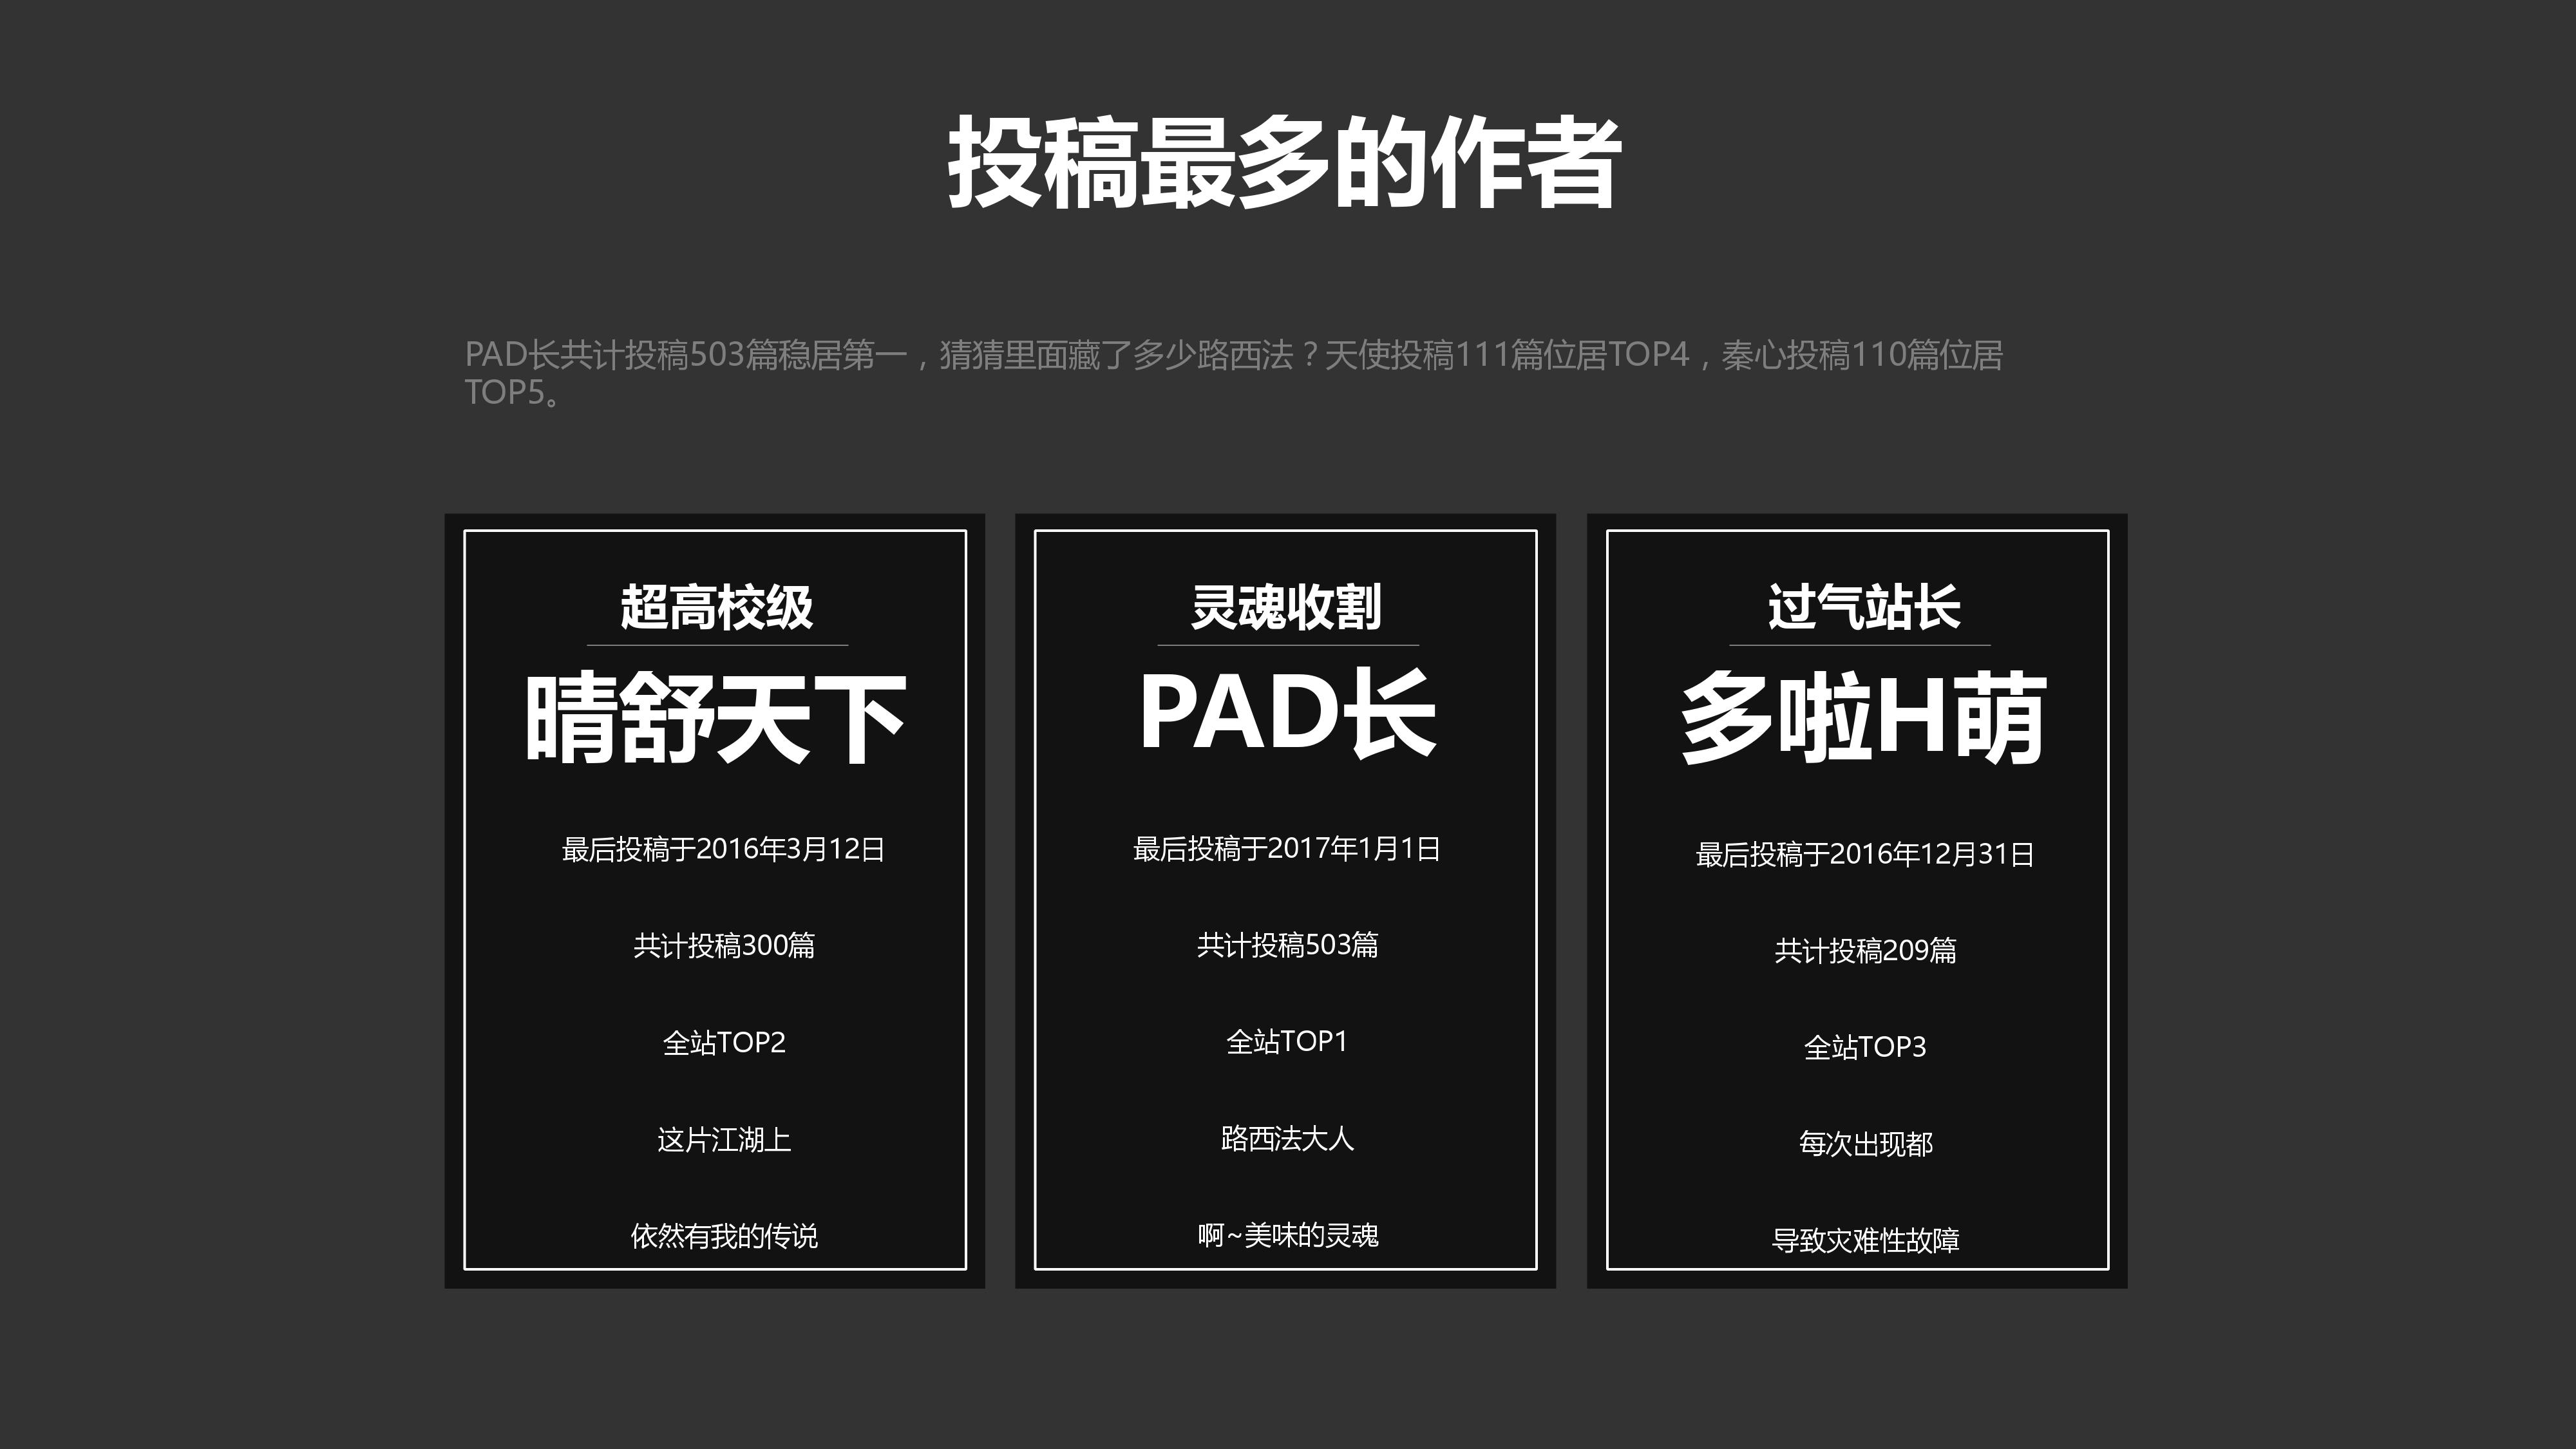 投稿最多的作者
PAD长共计投稿503篇稳居第一，猜猜里面藏了多少路西法？天使投稿111篇位居TOP4，秦心投稿110篇位居
TOP5。
超高校级
晴舒天下
最后投稿于2016年3月12日
共计投稿300篇
全站TOP2
这片江湖上
依然有我的传说
灵魂收割
PAD长
最后投稿于2017年1月1日
共计投稿503篇
全站TOP1
路西法大人
啊~美味的灵魂
过气站长
多啦H萌
最后投稿于2016年12月31日
共计投稿209篇
全站TOP3
每次出现都
导致灾难性故障